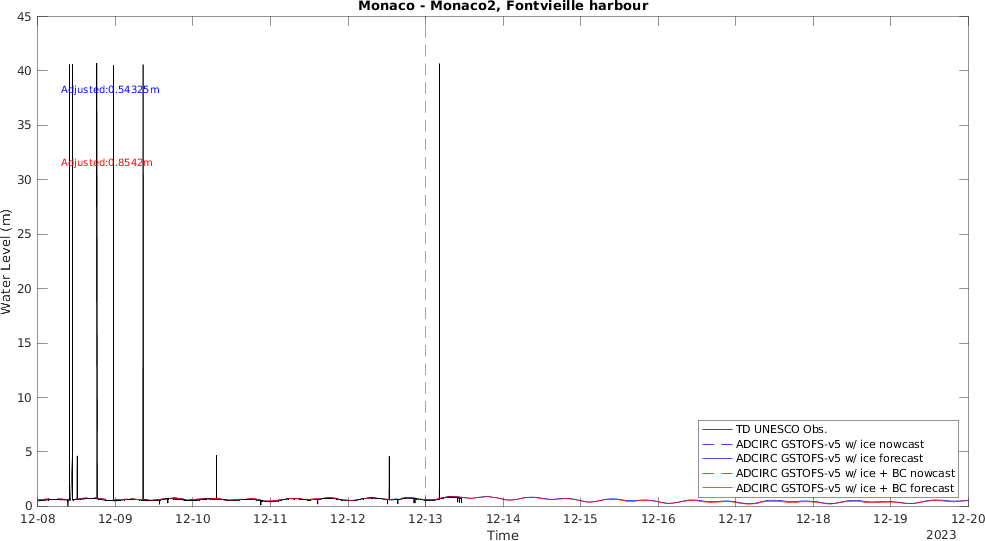 Monaco - Monaco2, Fontvieille harbour
45
40
35
30
25
20
15
10
5
0
Water Level (m)
Adjusted:0.54325m
Adjusted:0.8542m
TD UNESCO Obs.
ADCIRC GSTOFS-v5 w/ ice nowcast
ADCIRC GSTOFS-v5 w/ ice forecast
ADCIRC GSTOFS-v5 w/ ice + BC nowcast
ADCIRC GSTOFS-v5 w/ ice + BC forecast
12-08 12-09 12-10 12-11 12-12 12-13 12-14 12-15 12-16 12-17 12-18 12-19 12-20
Time
2023